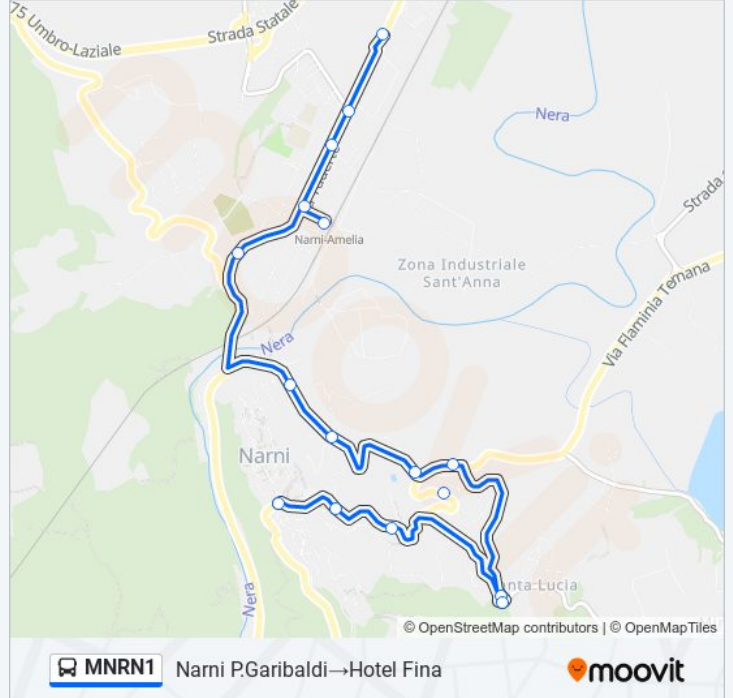 75 Umbro-Laziale
Strada Statale
Nera
Strada
Narni-Amelia
Zona Industriale
Sant'Anna
Via Flaminia Ternana
Nera
Narni
Nera
anta Lucia
© OpenStreetMap contributors | © OpenMapTiles
MNRN1
Narni P.Garibaldi→Hotel Fina
moovit